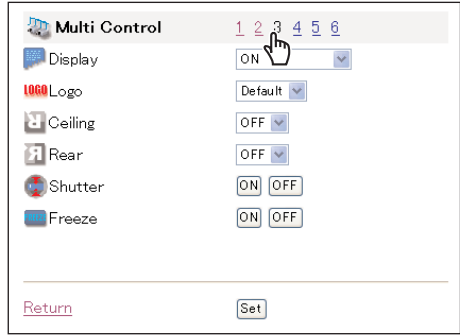 Multi Control 1 2 3 4 5 6
Display ON
LOGO Logo Default
Ceiling OFF
R Rear OFF
Shutter ON OFF
Freeze ON OFF
Return Set